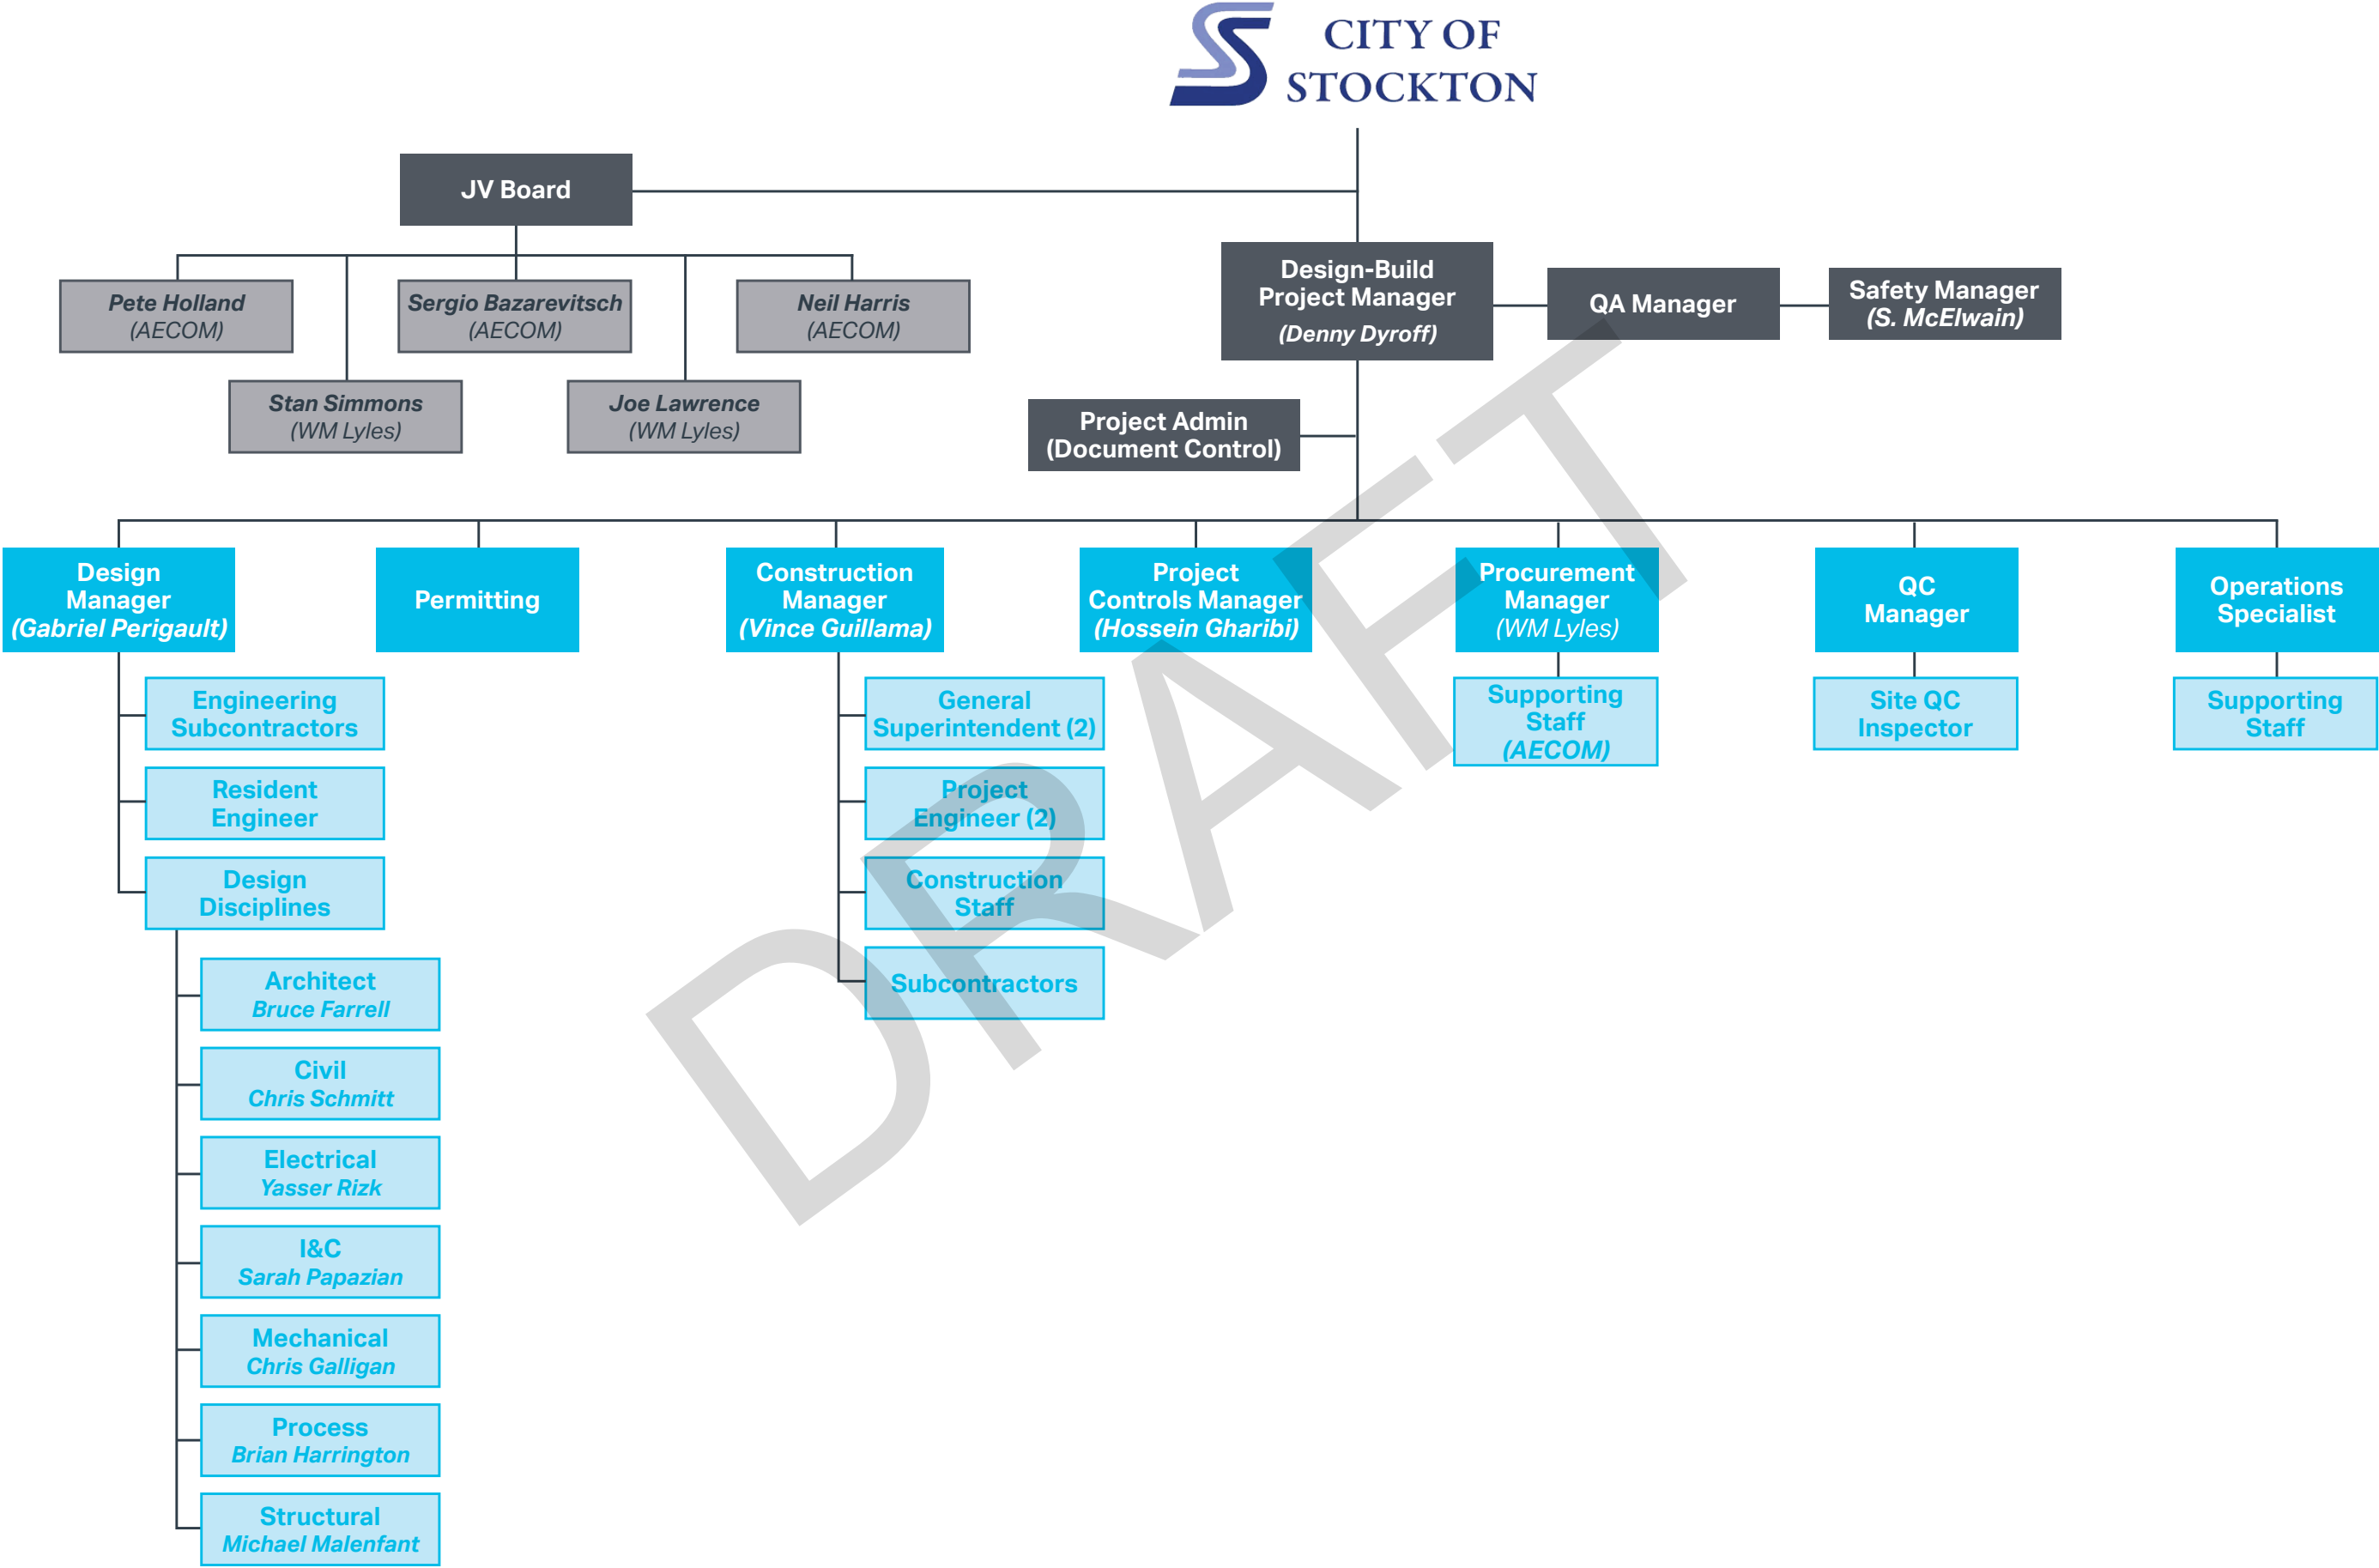 CITY OF
STOCKTON
JV Board
Pete Holland
(AECOM)
Sergio Bazarevitsch
(AECOM)
Neil Harris
(AECOM)
Stan Simmons
(WM Lyles)
Joe Lawrence
(WM Lyles)
Design-Build
Project Manager
(Denny Dyroff)
QA Manager
Safety Manager
(S. McElwain)
Project Admin
(Document Control)
Design
Manager
(Gabriel Perigault)
Permitting
Construction
Manager
(Vince Guillama)
Project
Controls Manager
(Hossein Gharibi)
Procurement
Manager
(WM Lyles)
QC
Manager
Operations
Specialist
Engineering
Subcontractors
Resident
Engineer
Design
Disciplines
Architect
Bruce Farrell
Civil
Chris Schmitt
Electrical
Yasser Rizk
I&C
Sarah Papazian
Mechanical
Chris Galligan
Process
Brian Harrington
Structural
Michael Malenfant
General
Superintendent (2)
Project
Engineer (2)
Construction
Staff
Subcontractors
Supporting
Staff
(AECOM)
Site QC
Inspector
Supporting
Staff
DRAFT